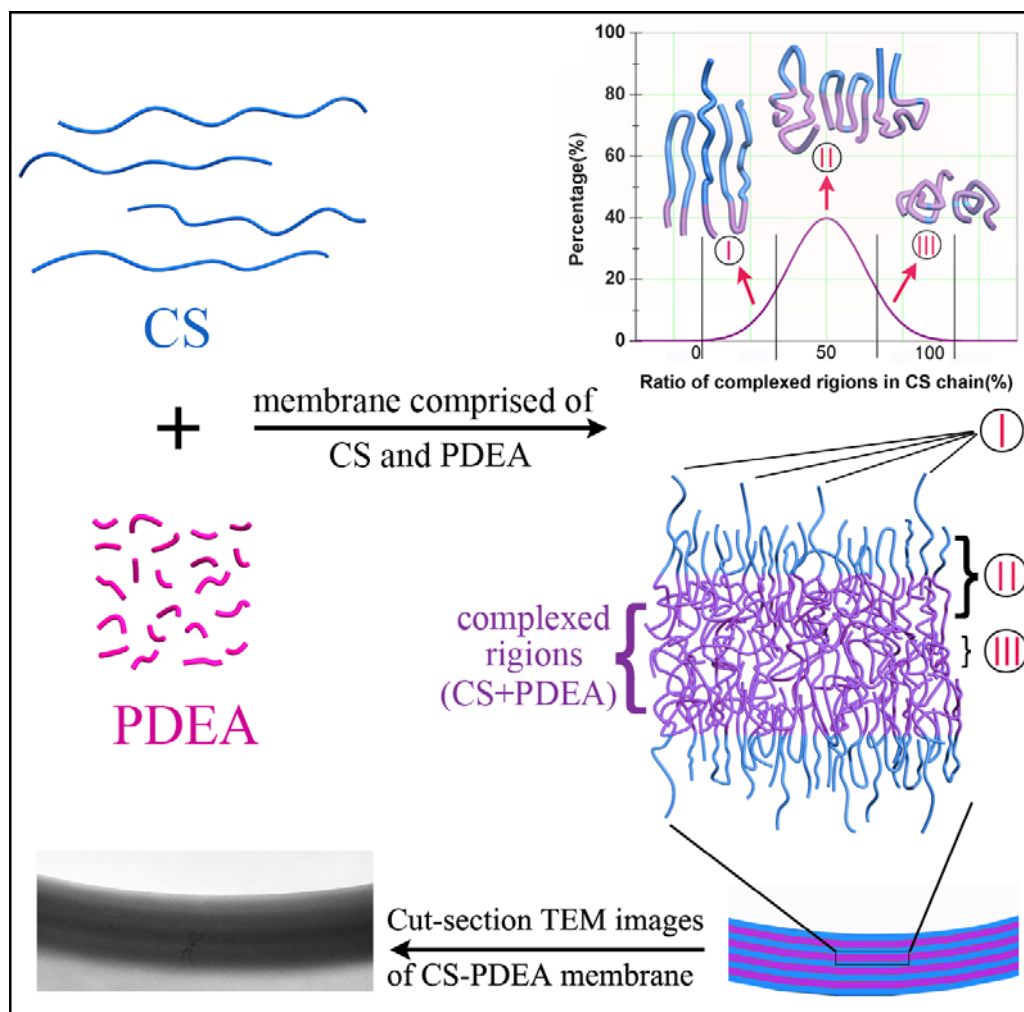 CS
+
PDEA
membrane comprised of
CS and PDEA
Percentage(%)
100
80
60
40
20
0
I
II
III
0
50
100
Ratio of complexed rigions in CS chain(%)
I
II
III
complexed
rigions
(CS+PDEA)
Cut-section TEM images
of CS-PDEA membrane